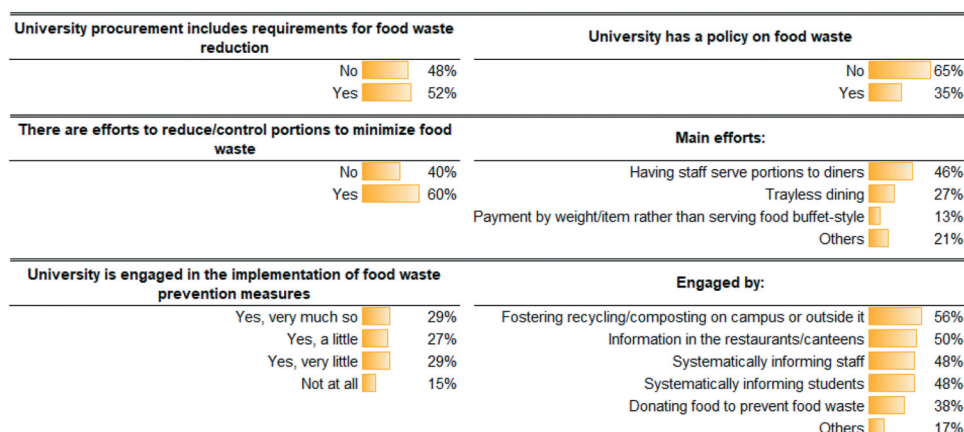 University procurement includes requirements for food waste
reduction
No 48%
Yes 52%
University has a policy on food waste
No 65%
Yes 35%
There are efforts to reduce/control portions to minimize food
waste
No 40%
Yes 60%
Main efforts:
Having staff serve portions to diners 46%
Trayless dining 27%
Payment by weight/item rather than serving food buffet-style 13%
Others 21%
University is engaged in the implementation of food waste
prevention measures
Yes, very much so 29%
Yes, a little 27%
Yes, very little 29%
Not at all 15%
Engaged by:
Fostering recycling/composting on campus or outside it 56%
Information in the restaurants/canteens 50%
Systematically informing staff 48%
Systematically informing students 48%
Donating food to prevent food waste 38%
Others 17%